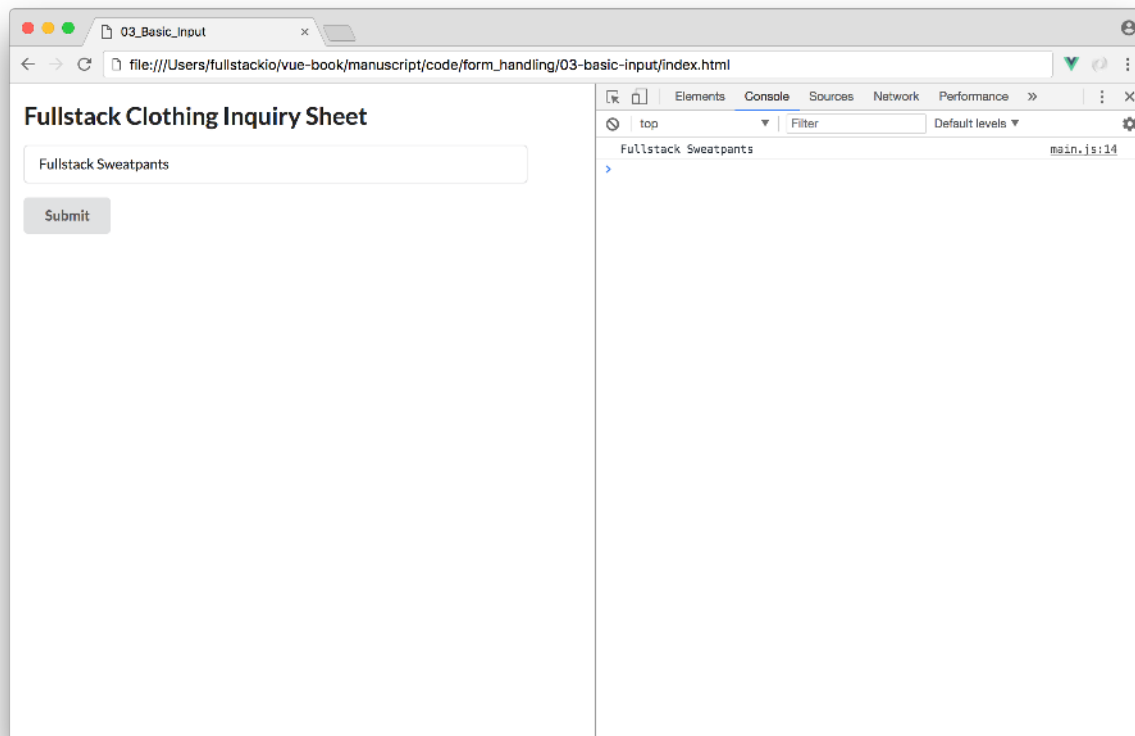 03_Basic_Input
file:///Users/fullstackio/vue-book/manuscript/code/form_handling/03-basic-input/index.html
Fullstack Clothing Inquiry Sheet
Fullstack Sweatpants
Submit
Elements Console Sources Network Performance »
top Filter Default levels
Fullstack Sweatpants main.js:14